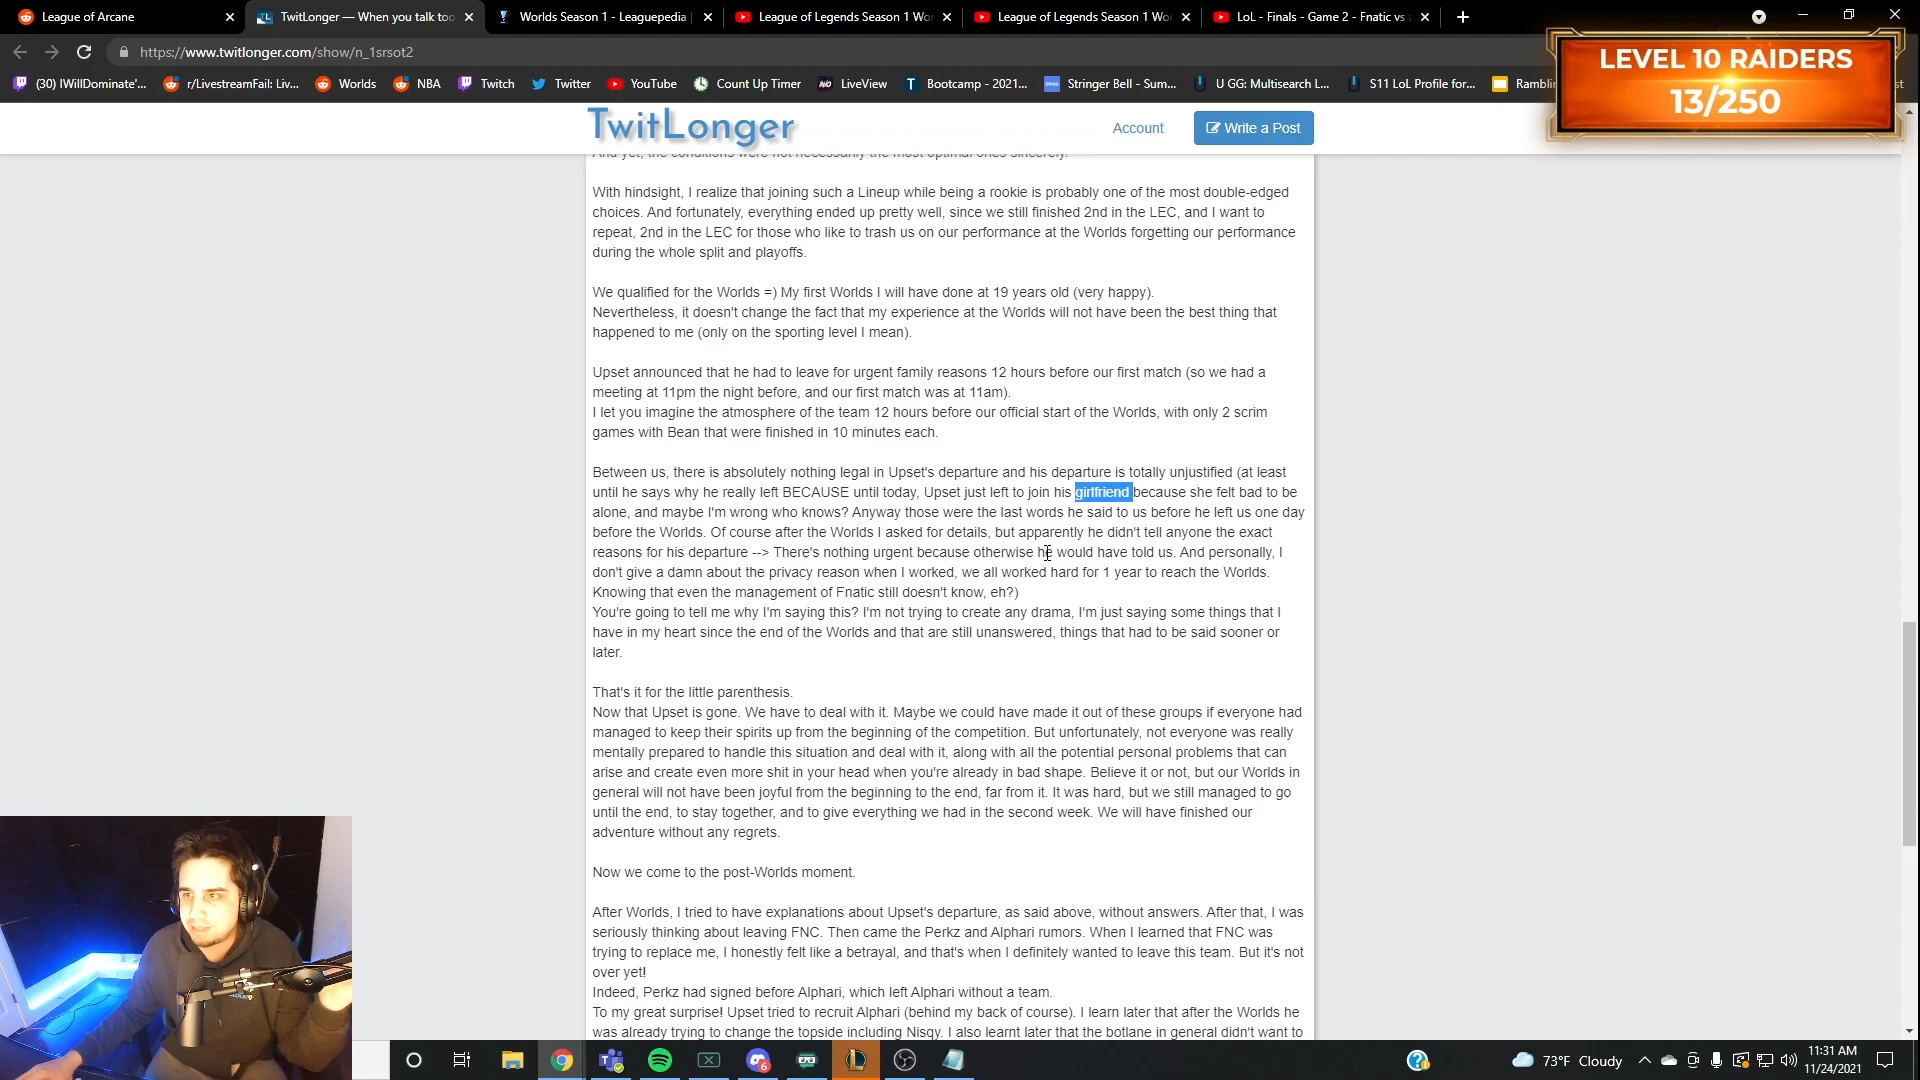 League of Arcane
TwitLonger — When you talk too
Worlds Season 1 - Leaguepedia
League of Legends Season 1 Wo
League of Legends Season 1 Wo
LoL - Finals - Game 2 - Fnatic vs
https://www.twitlonger.com/show/n_1srsot2
(30) IWillDominate'...
r/LivestreamFail: Liv...
Worlds
NBA
Twitch
Twitter
YouTube
Count Up Timer
LiveView
Bootcamp - 2021...
Stringer Bell - Sum...
U GG: Multisearch L...
S11 LoL Profile for...
LEVEL 10 RAIDERS
13/250
TwitLonger
Account
Write a Post
And yet, the conditions were not necessarily the most optimal ones sincerely.
With hindsight, I realize that joining such a Lineup while being a rookie is probably one of the most double-edged
choices. And fortunately, everything ended up pretty well, since we still finished 2nd in the LEC, and I want to
repeat, 2nd in the LEC for those who like to trash us on our performance at the Worlds forgetting our performance
during the whole split and playoffs.
We qualified for the Worlds =) My first Worlds I will have done at 19 years old (very happy).
Nevertheless, it doesn't change the fact that my experience at the Worlds will not have been the best thing that
happened to me (only on the sporting level I mean).
Upset announced that he had to leave for urgent family reasons 12 hours before our first match (so we had a
meeting at 11pm the night before, and our first match was at 11am).
I let you imagine the atmosphere of the team 12 hours before our official start of the Worlds, with only 2 scrim
games with Bean that were finished in 10 minutes each.
Between us, there is absolutely nothing legal in Upset's departure and his departure is totally unjustified (at least
until he says why he really left BECAUSE until today, Upset just left to join his girlfriend because she felt bad to be
alone, and maybe I'm wrong who knows? Anyway those were the last words he said to us before he left us one day
before the Worlds. Of course after the Worlds I asked for details, but apparently he didn't tell anyone the exact
reasons for his departure --> There's nothing urgent because otherwise he would have told us. And personally, I
don't give a damn about the privacy reason when I worked, we all worked hard for 1 year to reach the Worlds.
Knowing that even the management of Fnatic still doesn't know, eh?)
You're going to tell me why I'm saying this? I'm not trying to create any drama, I'm just saying some things that I
have in my heart since the end of the Worlds and that are still unanswered, things that had to be said sooner or
later.
That's it for the little parenthesis.
Now that Upset is gone. We have to deal with it. Maybe we could have made it out of these groups if everyone had
managed to keep their spirits up from the beginning of the competition. But unfortunately, not everyone was really
mentally prepared to handle this situation and deal with it, along with all the potential personal problems that can
arise and create even more shit in your head when you're already in bad shape. Believe it or not, but our Worlds in
general will not have been joyful from the beginning to the end, far from it. It was hard, but we still managed to go
until the end, to stay together, and to give everything we had in the second week. We will have finished our
adventure without any regrets.
Now we come to the post-Worlds moment.
After Worlds, I tried to have explanations about Upset's departure, as said above, without answers. After that, I was
seriously thinking about leaving FNC. Then came the Perkz and Alphari rumors. When I learned that FNC was
trying to replace me, I honestly felt like a betrayal, and that's when I definitely wanted to leave this team. But it's not
over yet!
Indeed, Perkz had signed before Alphari, which left Alphari without a team.
To my great surprise! Upset tried to recruit Alphari (behind my back of course). I learn later that after the Worlds he
was already trying to change the topside including Nisqy. I also learnt later that the botlane in general didn't want to
73°F Cloudy
11:31 AM
11/24/2021